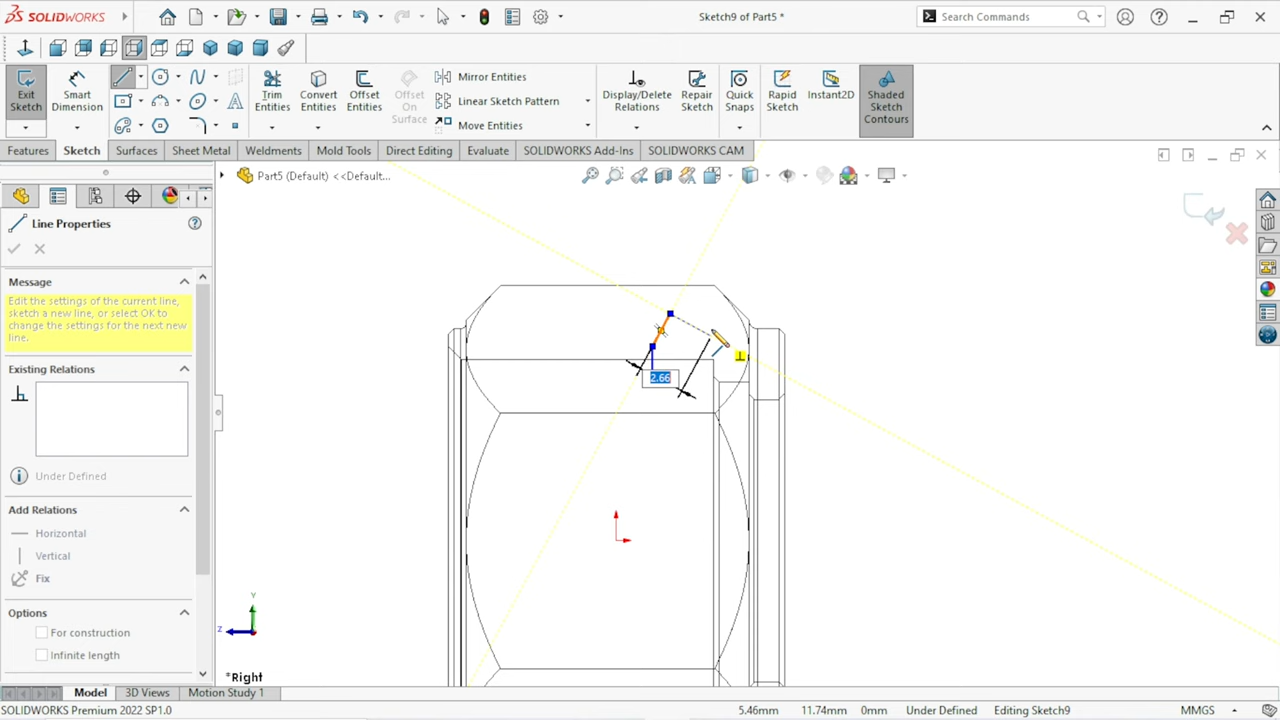 SOLIDWORKS
Sketch9 of Part5 *
Search Commands
Exit Sketch
Smart Dimension
Trim Entities
Convert Entities
Offset Entities
Offset On Surface
Mirror Entities
Linear Sketch Pattern
Move Entities
Display/Delete Relations
Repair Sketch
Quick Snaps
Rapid Sketch
Instant2D
Shaded Sketch Contours
Features
Sketch
Surfaces
Sheet Metal
Weldments
Mold Tools
Direct Editing
Evaluate
SOLIDWORKS Add-Ins
SOLIDWORKS CAM
Part5 (Default) <<Default...
Line Properties
Message
Edit the settings of the current line,
sketch a new line, or select OK to
change the settings for the next new
line.
Existing Relations
Under Defined
Add Relations
Horizontal
Vertical
Fix
Options
For construction
Infinite length
2.66
Y
Z
*Right
Model
3D Views
Motion Study 1
SOLIDWORKS Premium 2022 SP1.0
5.46mm
11.74mm
0mm
Under Defined
Editing Sketch9
MMGS